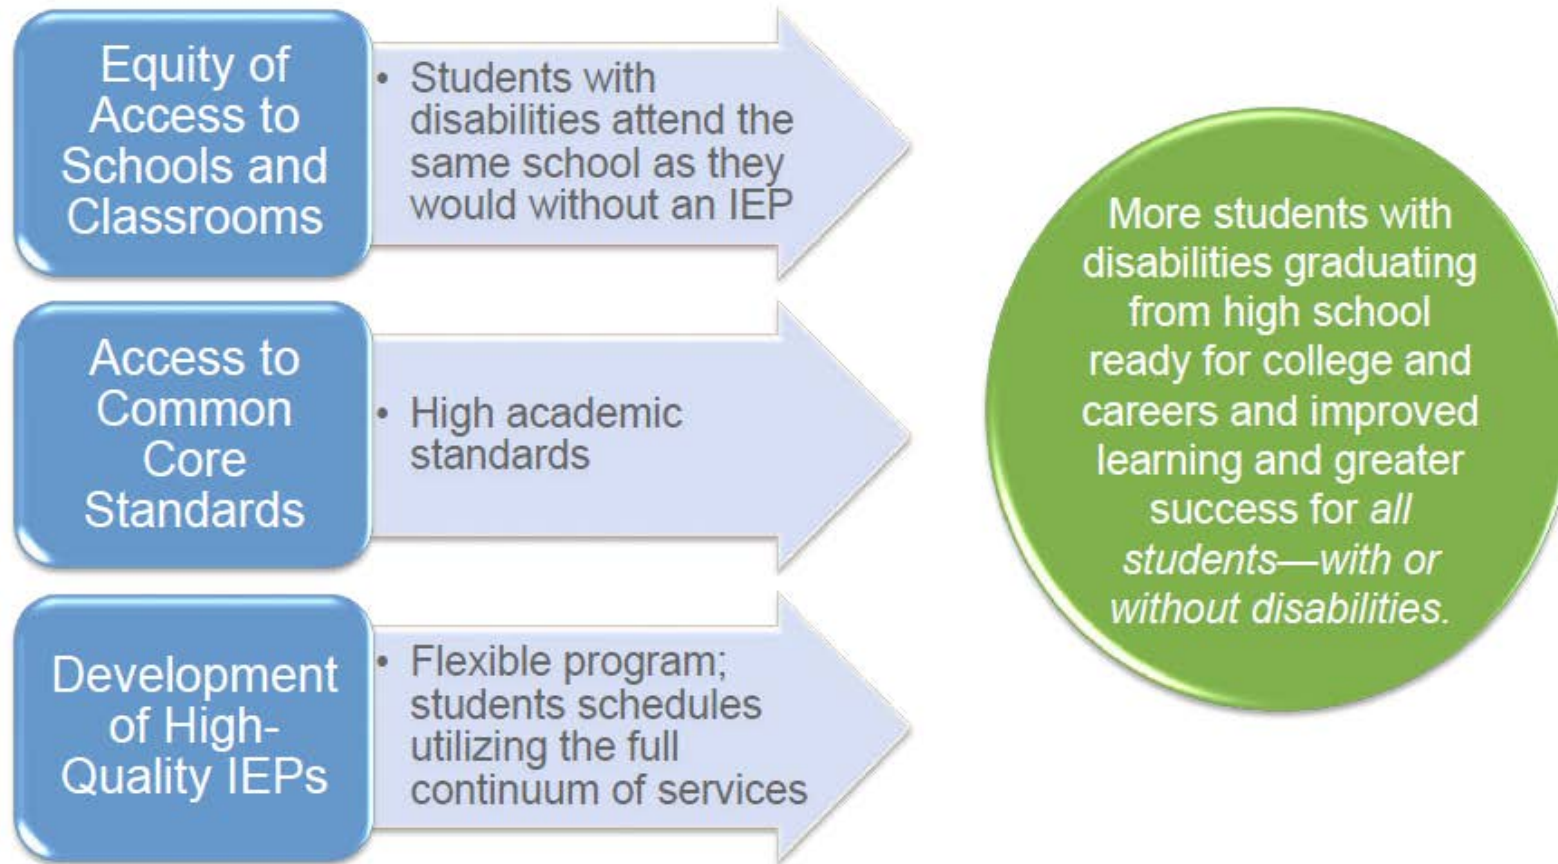 Equity of
Access to
Schools and
Classrooms
• Students with
disabilities attend the
same school as they
would without an IEP
Access to
Common
Core
Standards
• High academic
standards
Development
of High-
Quality IEPs
• Flexible program;
students schedules
utilizing the full
continuum of services
More students with
disabilities graduating
from high school
ready for college and
careers and improved
learning and greater
success for all
students—with or
without disabilities.